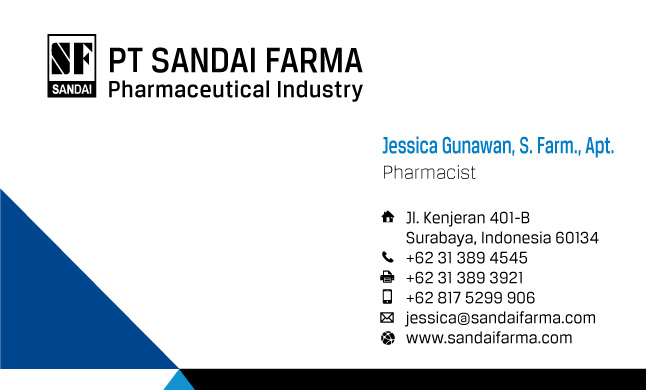 SF
SANDAI
PT SANDAI FARMA
Pharmaceutical Industry
Jessica Gunawan, S. Farm., Apt.
Pharmacist
Jl. Kenjeran 401-B
Surabaya, Indonesia 60134
+62 31 389 4545
+62 31 389 3921
+62 817 5299 906
jessica@sandaifarma.com
www.sandaifarma.com